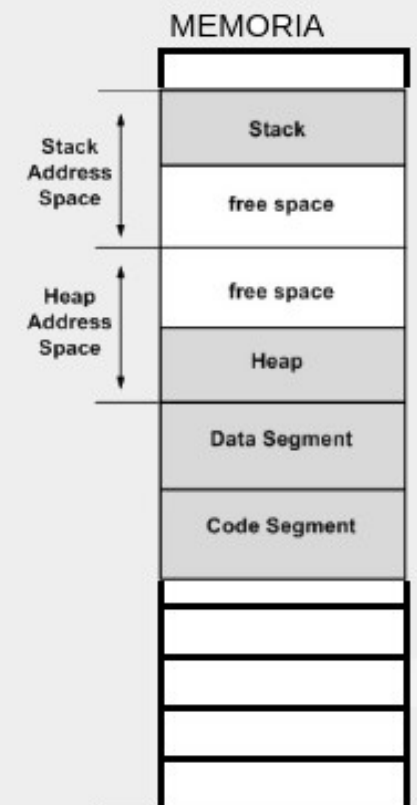 MEMORIA
Stack
Stack
Address
Space
free space
free space
Heap
Address
Space
Heap
Data Segment
Code Segment